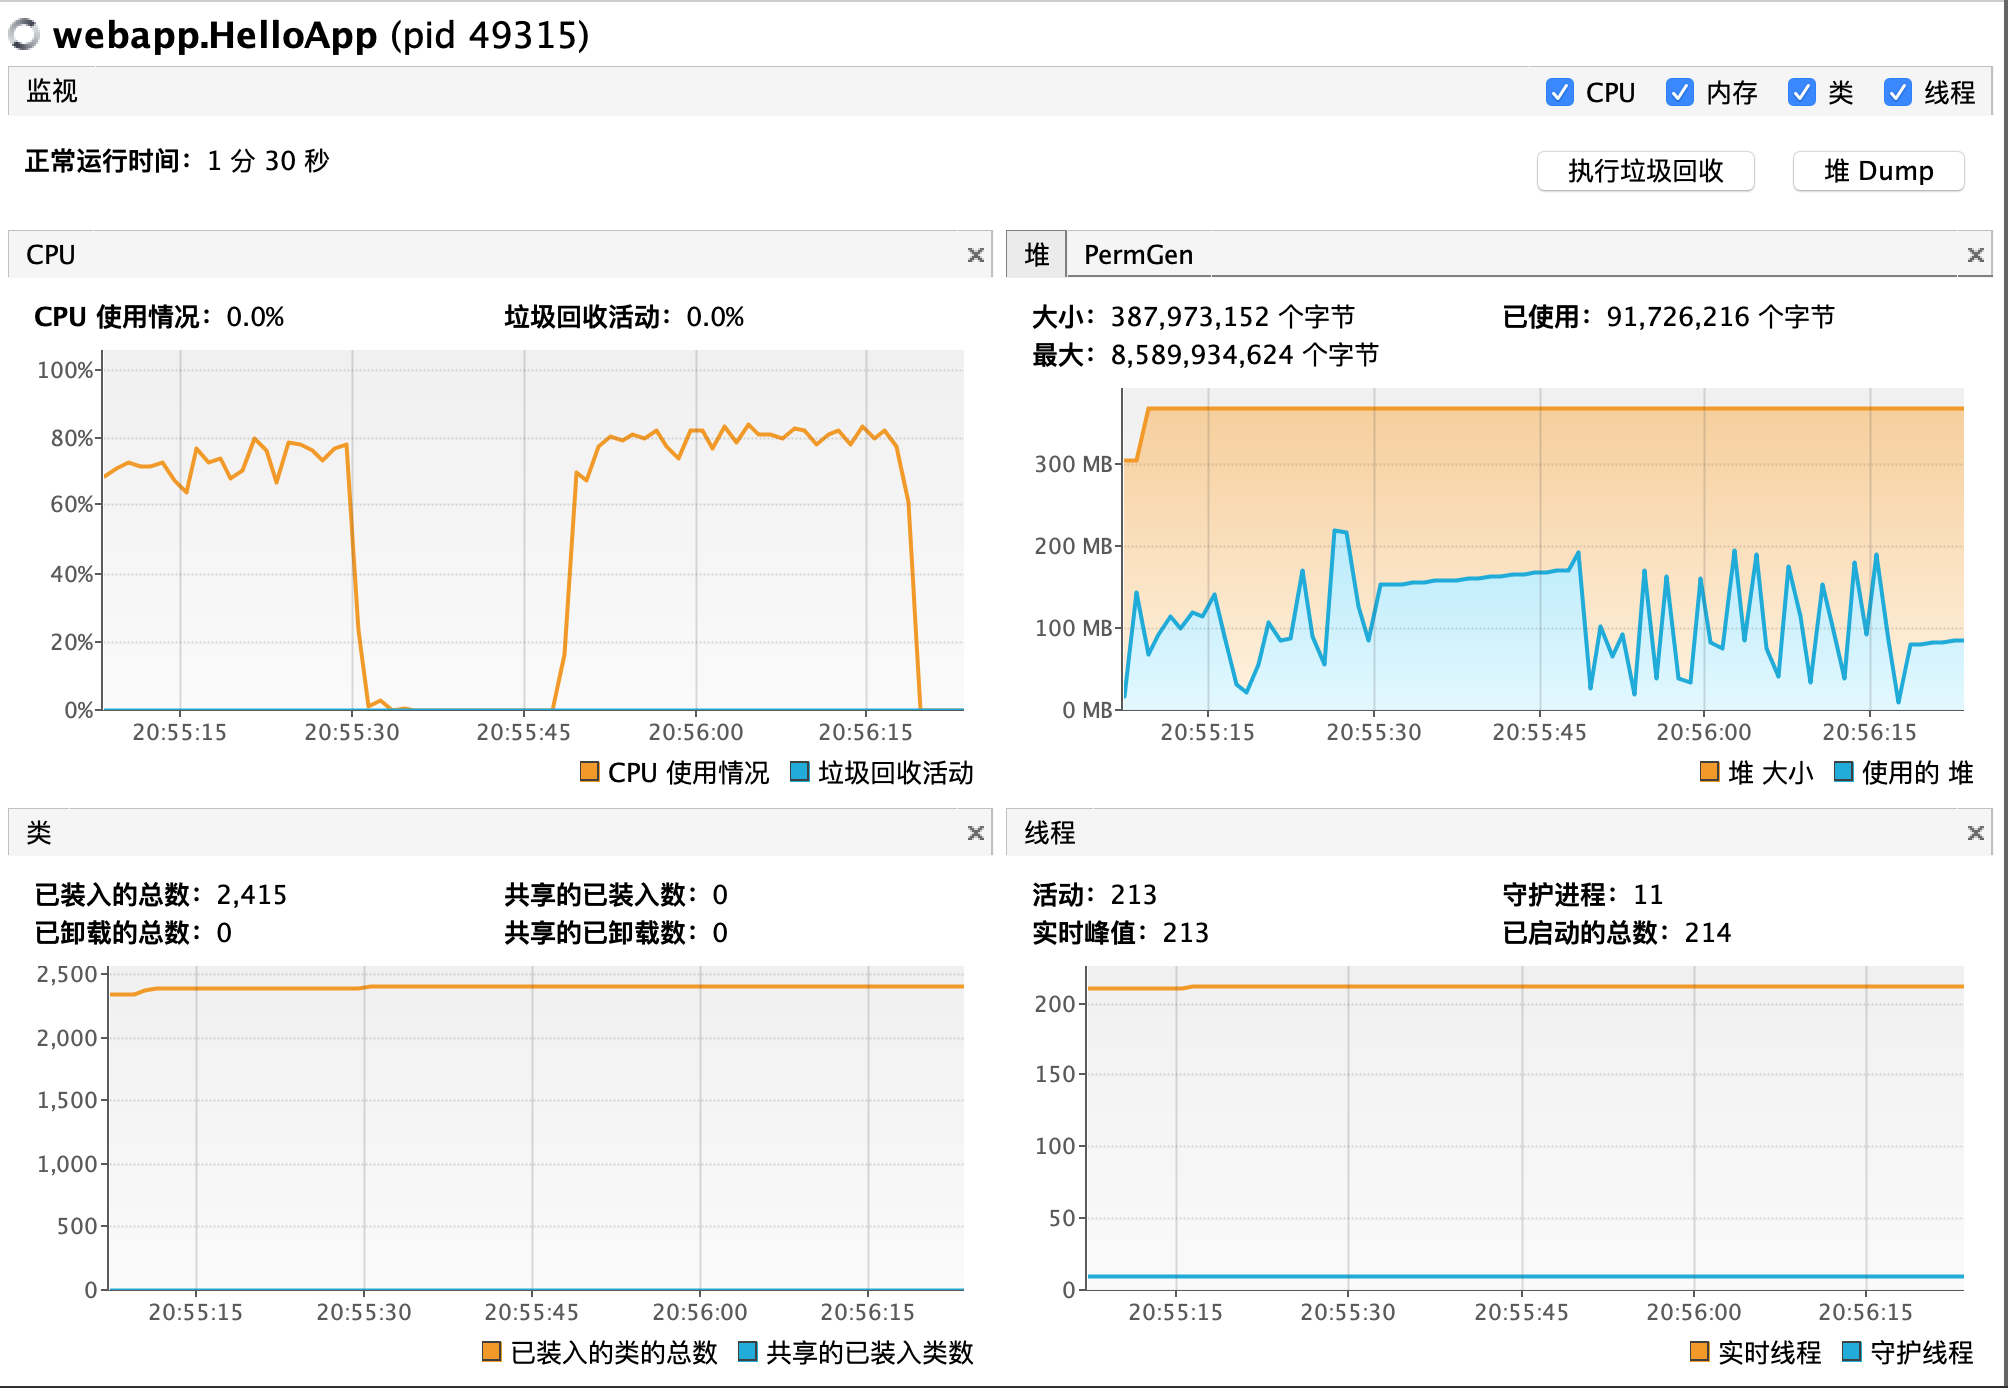 webapp.HelloApp (pid 49315)
监视
CPU 内存 类 线程
正常运行时间：1 分 30 秒
执行垃圾回收 堆 Dump
CPU
CPU 使用情况：0.0% 垃圾回收活动：0.0%
100%
80%
60%
40%
20%
0%
20:55:15 20:55:30 20:55:45 20:56:00 20:56:15
CPU 使用情况 垃圾回收活动
堆 PermGen
大小：387,973,152 个字节 已使用：91,726,216 个字节
最大：8,589,934,624 个字节
300 MB
200 MB
100 MB
0 MB
20:55:15 20:55:30 20:55:45 20:56:00 20:56:15
堆 大小 使用的 堆
类
已装入的总数：2,415 共享的已装入数：0
已卸载的总数：0 共享的已卸载数：0
2,500
2,000
1,500
1,000
500
0
20:55:15 20:55:30 20:55:45 20:56:00 20:56:15
已装入的类的总数 共享的已装入类数
线程
活动：213 守护进程：11
实时峰值：213 已启动的总数：214
200
150
100
50
0
20:55:15 20:55:30 20:55:45 20:56:00 20:56:15
实时线程 守护线程